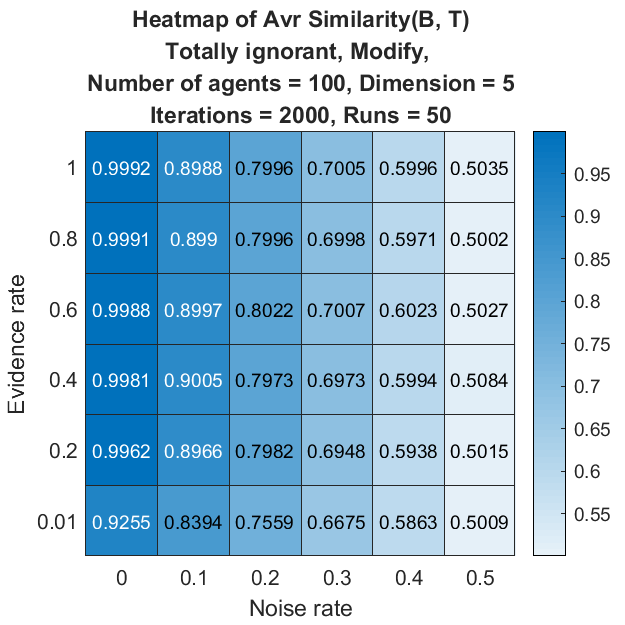 Heatmap of Avr Similarity(B, T)
Totally ignorant, Modify,
Number of agents = 100, Dimension = 5
Iterations = 2000, Runs = 50
1 0.9992 0.8988 0.7996 0.7005 0.5996 0.5035
0.8 0.9991 0.899 0.7996 0.6998 0.5971 0.5002
0.6 0.9988 0.8997 0.8022 0.7007 0.6023 0.5027
0.4 0.9981 0.9005 0.7973 0.6973 0.5994 0.5084
0.2 0.9962 0.8966 0.7982 0.6948 0.5938 0.5015
0.01 0.9255 0.8394 0.7559 0.6675 0.5863 0.5009
0 0.1 0.2 0.3 0.4 0.5
Noise rate
Evidence rate
0.95
0.9
0.85
0.8
0.75
0.7
0.65
0.6
0.55